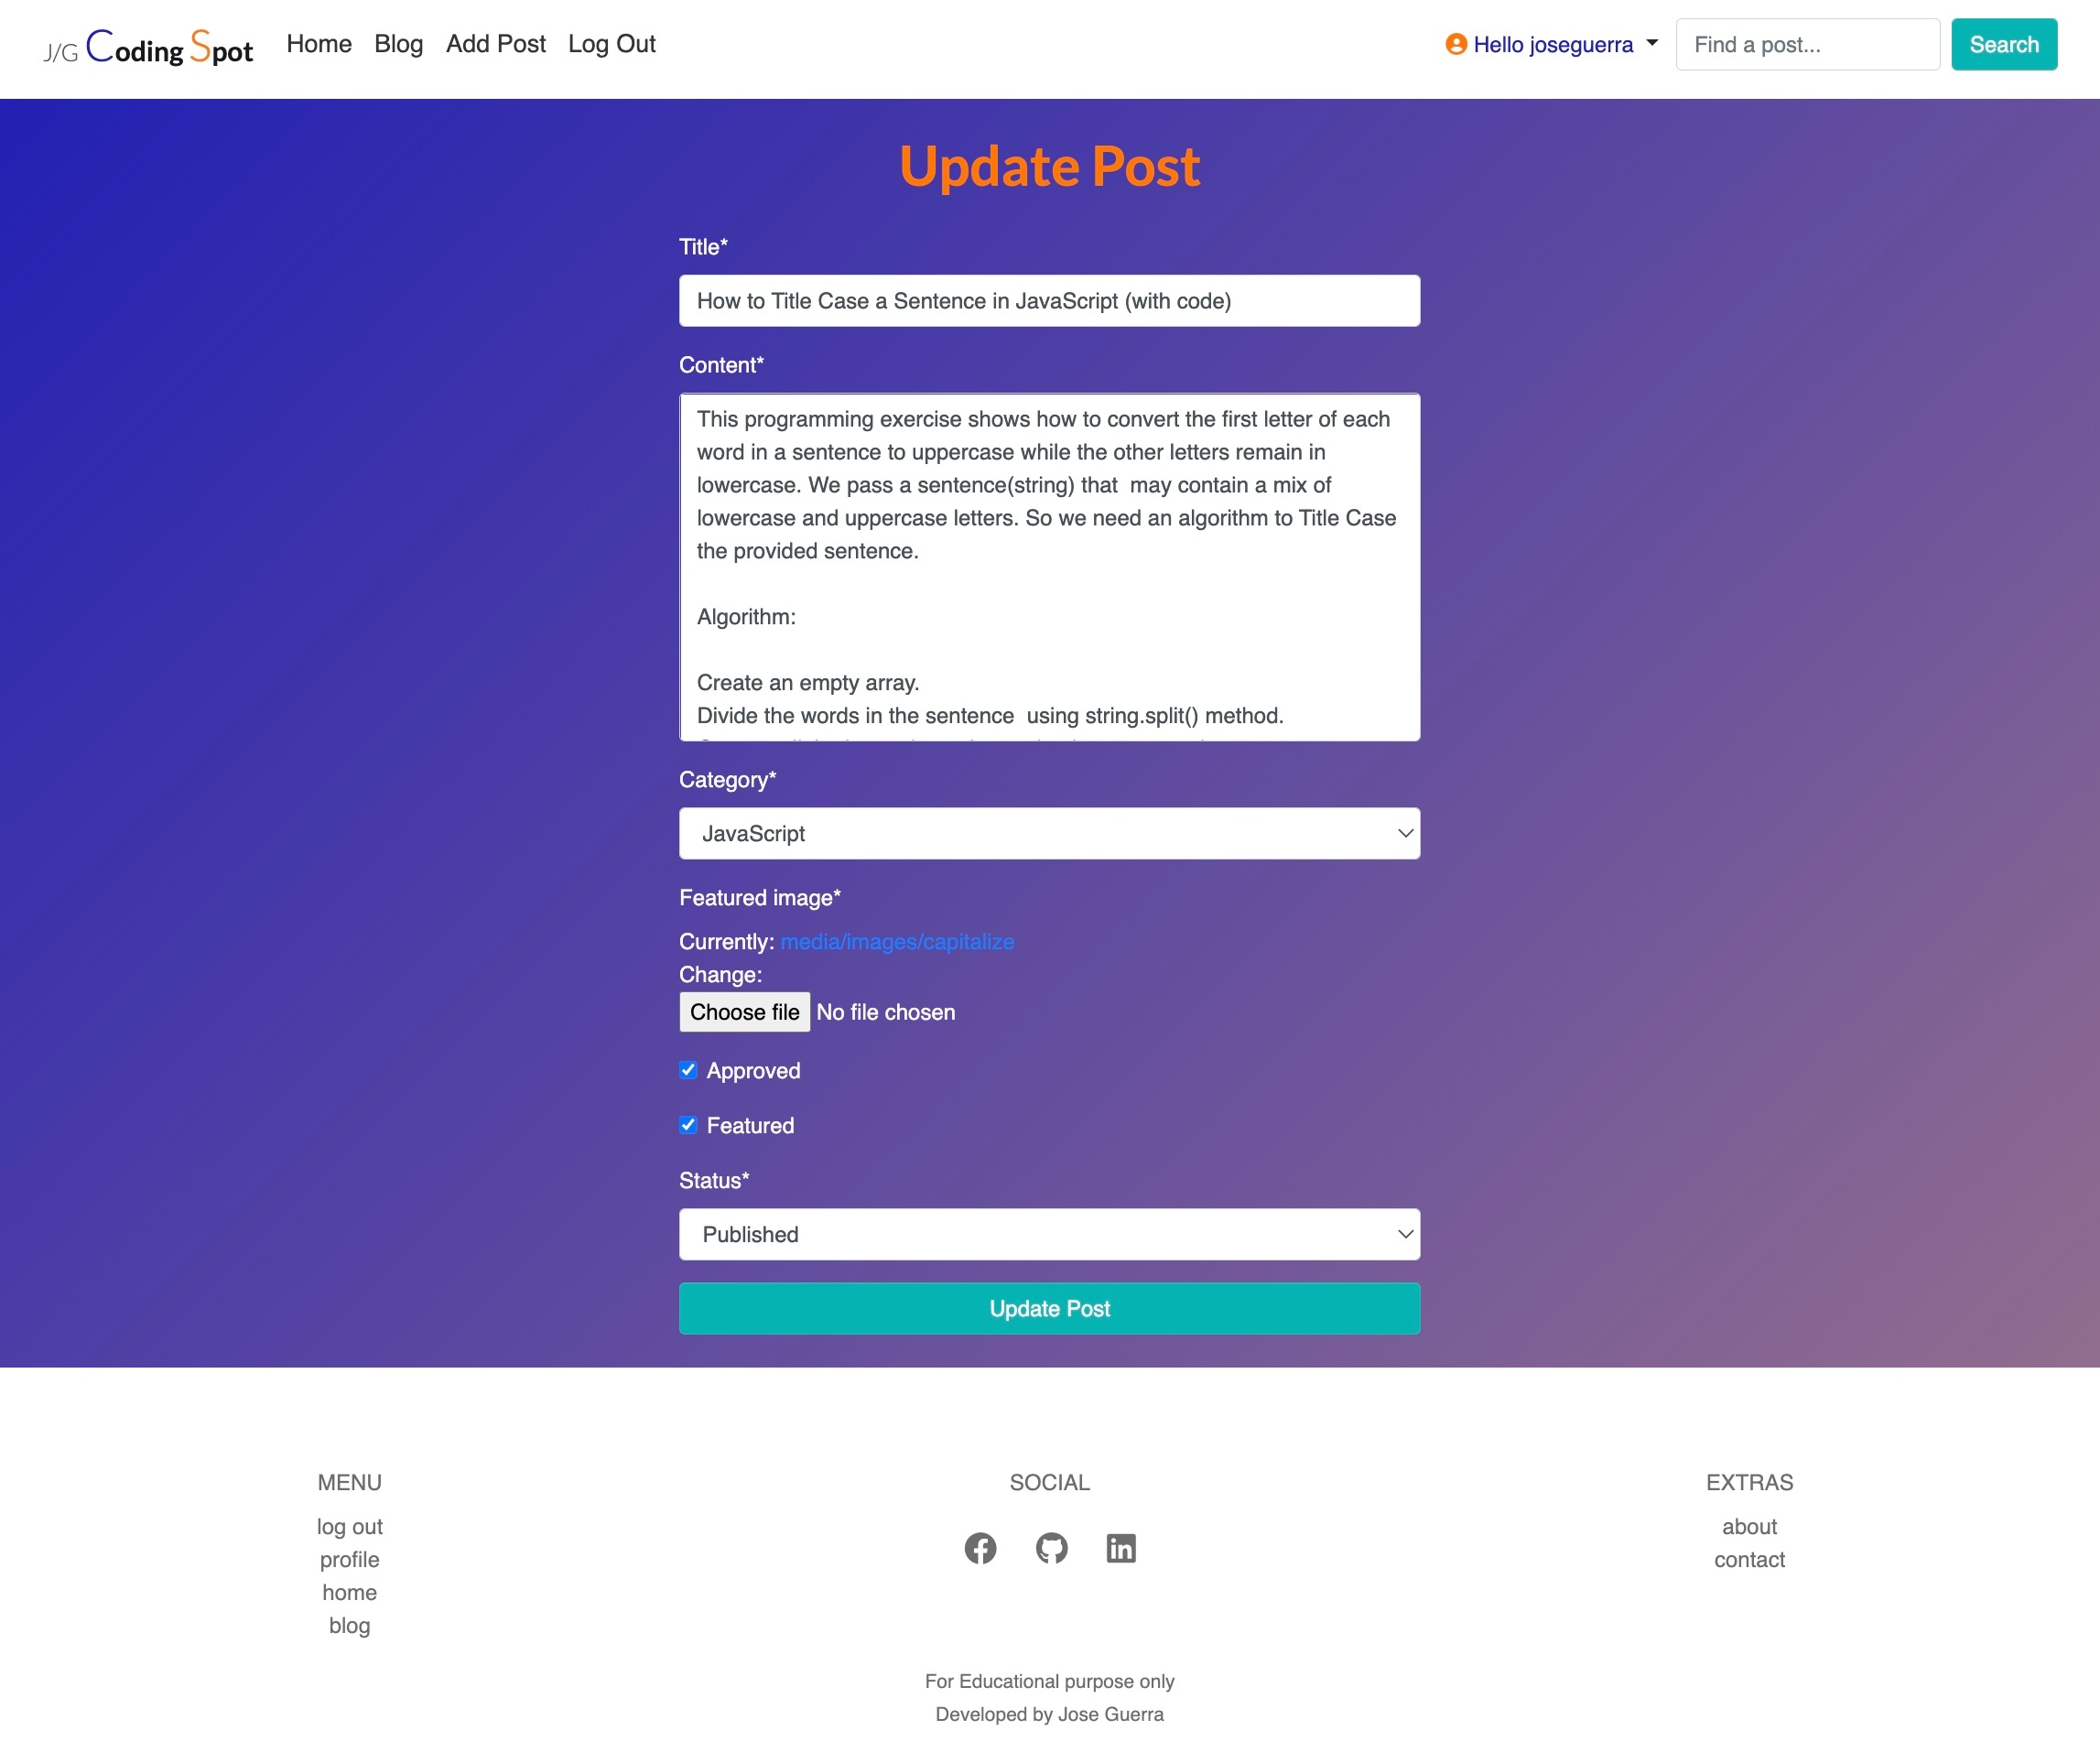 J/G Coding Spot Home Blog Add Post Log Out Hello joseguerra Find a post... Search
Update Post
Title*
How to Title Case a Sentence in JavaScript (with code)
Content*
This programming exercise shows how to convert the first letter of each
word in a sentence to uppercase while the other letters remain in
lowercase. We pass a sentence(string) that  may contain a mix of
lowercase and uppercase letters. So we need an algorithm to Title Case
the provided sentence.
Algorithm:
Create an empty array.
Divide the words in the sentence  using string.split() method.
Category*
JavaScript
Featured image*
Currently: media/images/capitalize
Change:
Choose file No file chosen
Approved
Featured
Status*
Published
Update Post
MENU
log out
profile
home
blog
SOCIAL
EXTRAS
about
contact
For Educational purpose only
Developed by Jose Guerra